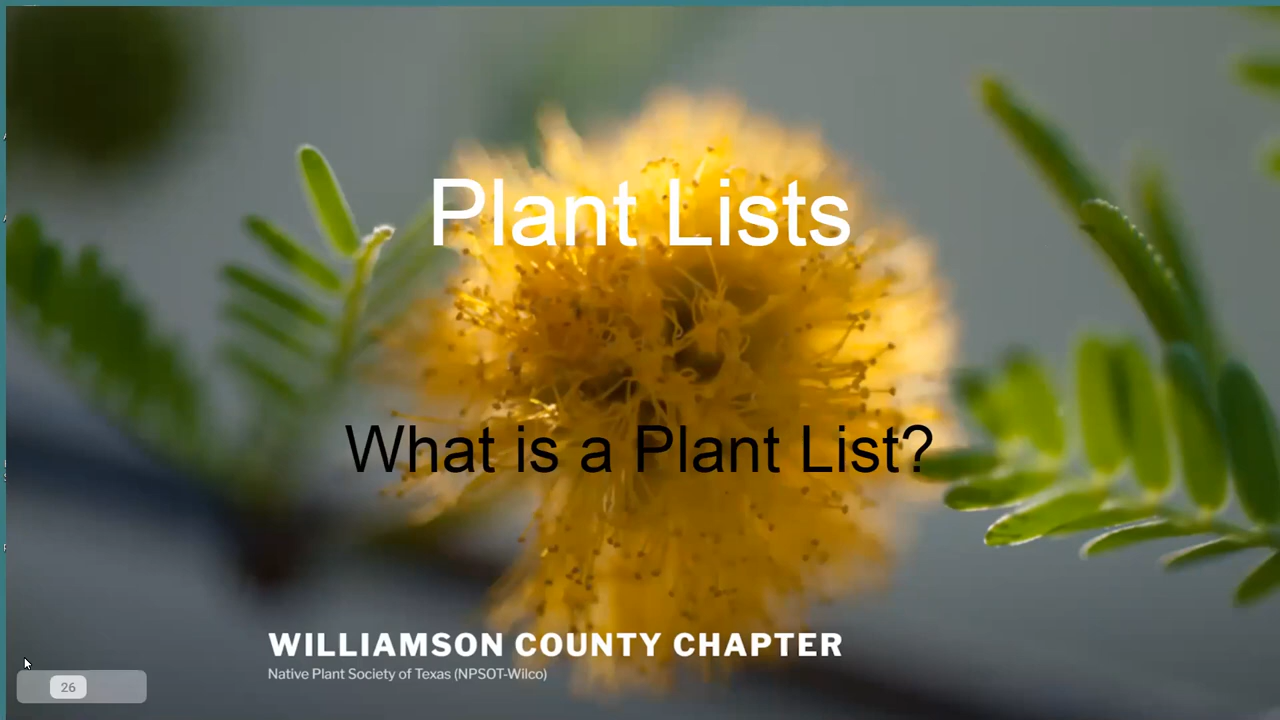 Plant Lists
What is a Plant List?
WILLIAMSON COUNTY CHAPTER
Native Plant Society of Texas (NPSOT-Wilco)
26